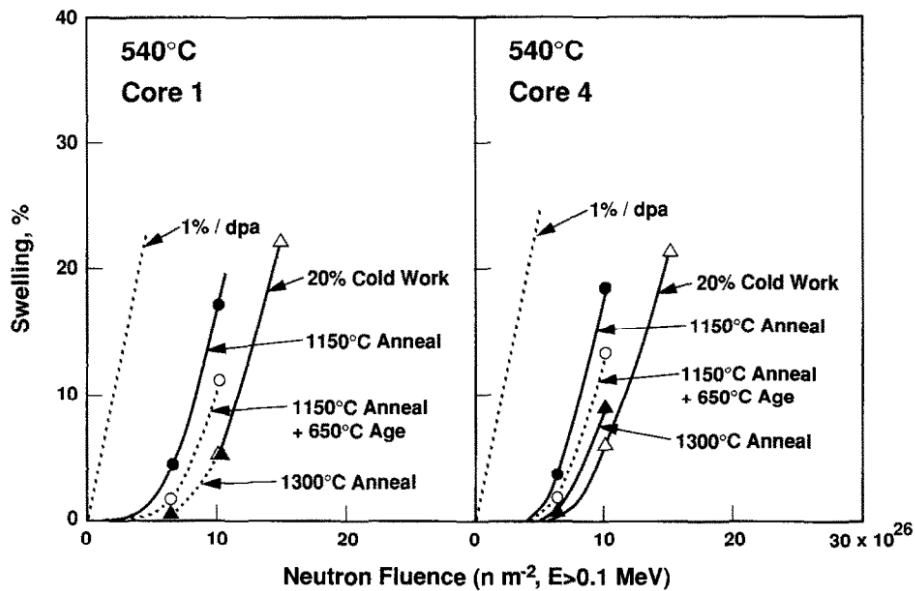 40
30
20
10
0
Swelling, %
540°C
Core 1
1%/dpa
20% Cold Work
1150°C Anneal
1150°C Anneal
+ 650°C Age
1300°C Anneal
0
10
20
540°C
Core 4
1%/dpa
20% Cold Work
1150°C Anneal
1150°C Anneal
+ 650°C Age
1300°C Anneal
0
10
20
30 x 10²⁶
Neutron Fluence (n m⁻², E>0.1 MeV)